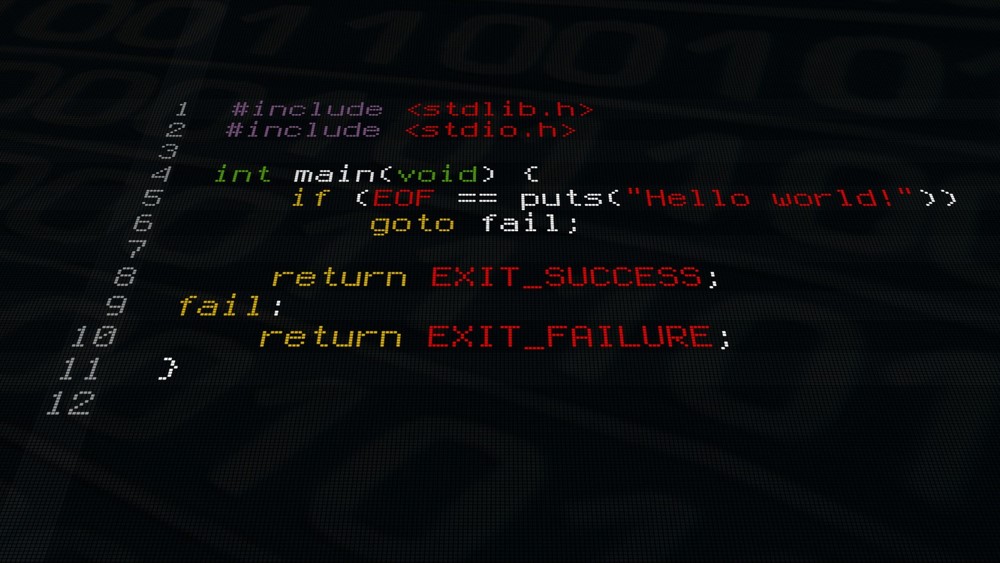 1 #include <stdlib.h>
2 #include <stdio.h>
3
4 int main(void) {
5 if (EOF == puts("Hello world!"))
6 goto fail;
7
8 return EXIT_SUCCESS;
9 fail:
10 return EXIT_FAILURE;
11 }
12